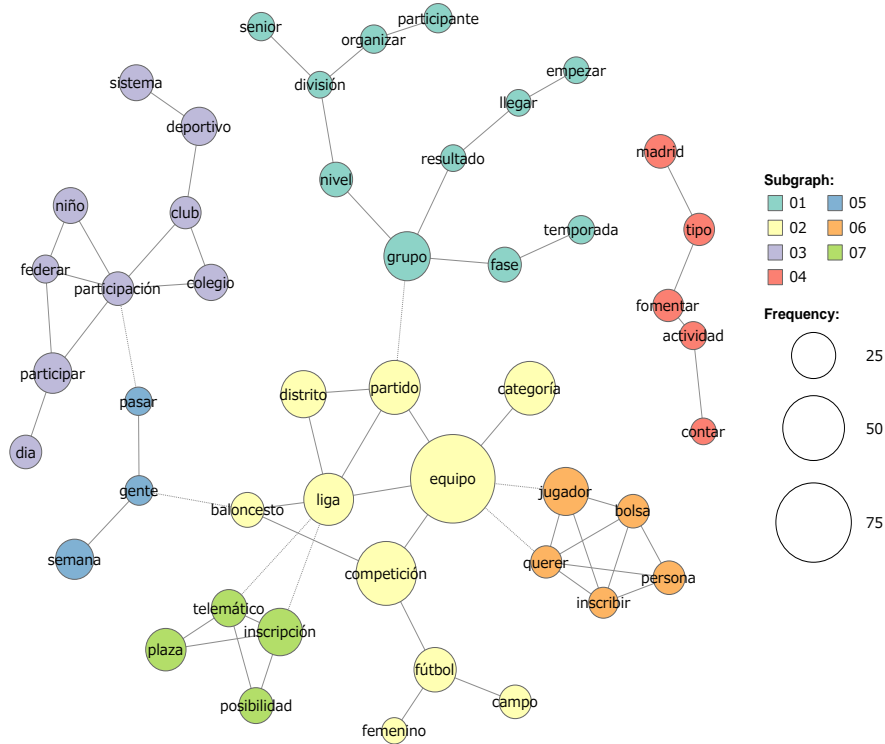 participante
senior
organizar
empezar
sistema
división
llegar
deportivo
madrid
resultado
Subgraph:
nivel
01
05
niño
club
02
06
temporada
tipo
03
07
grupo
fase
04
federar
participación
colegio
fomentar
Frequency:
actividad
25
participar
distrito
partido
categoría
pasar
50
contar
dia
equipo
jugador
gente
liga
baloncesto
bolsa
75
semana
competición
querer
persona
inscribir
telemático
inscripción
plaza
fútbol
posibilidad
campo
femenino